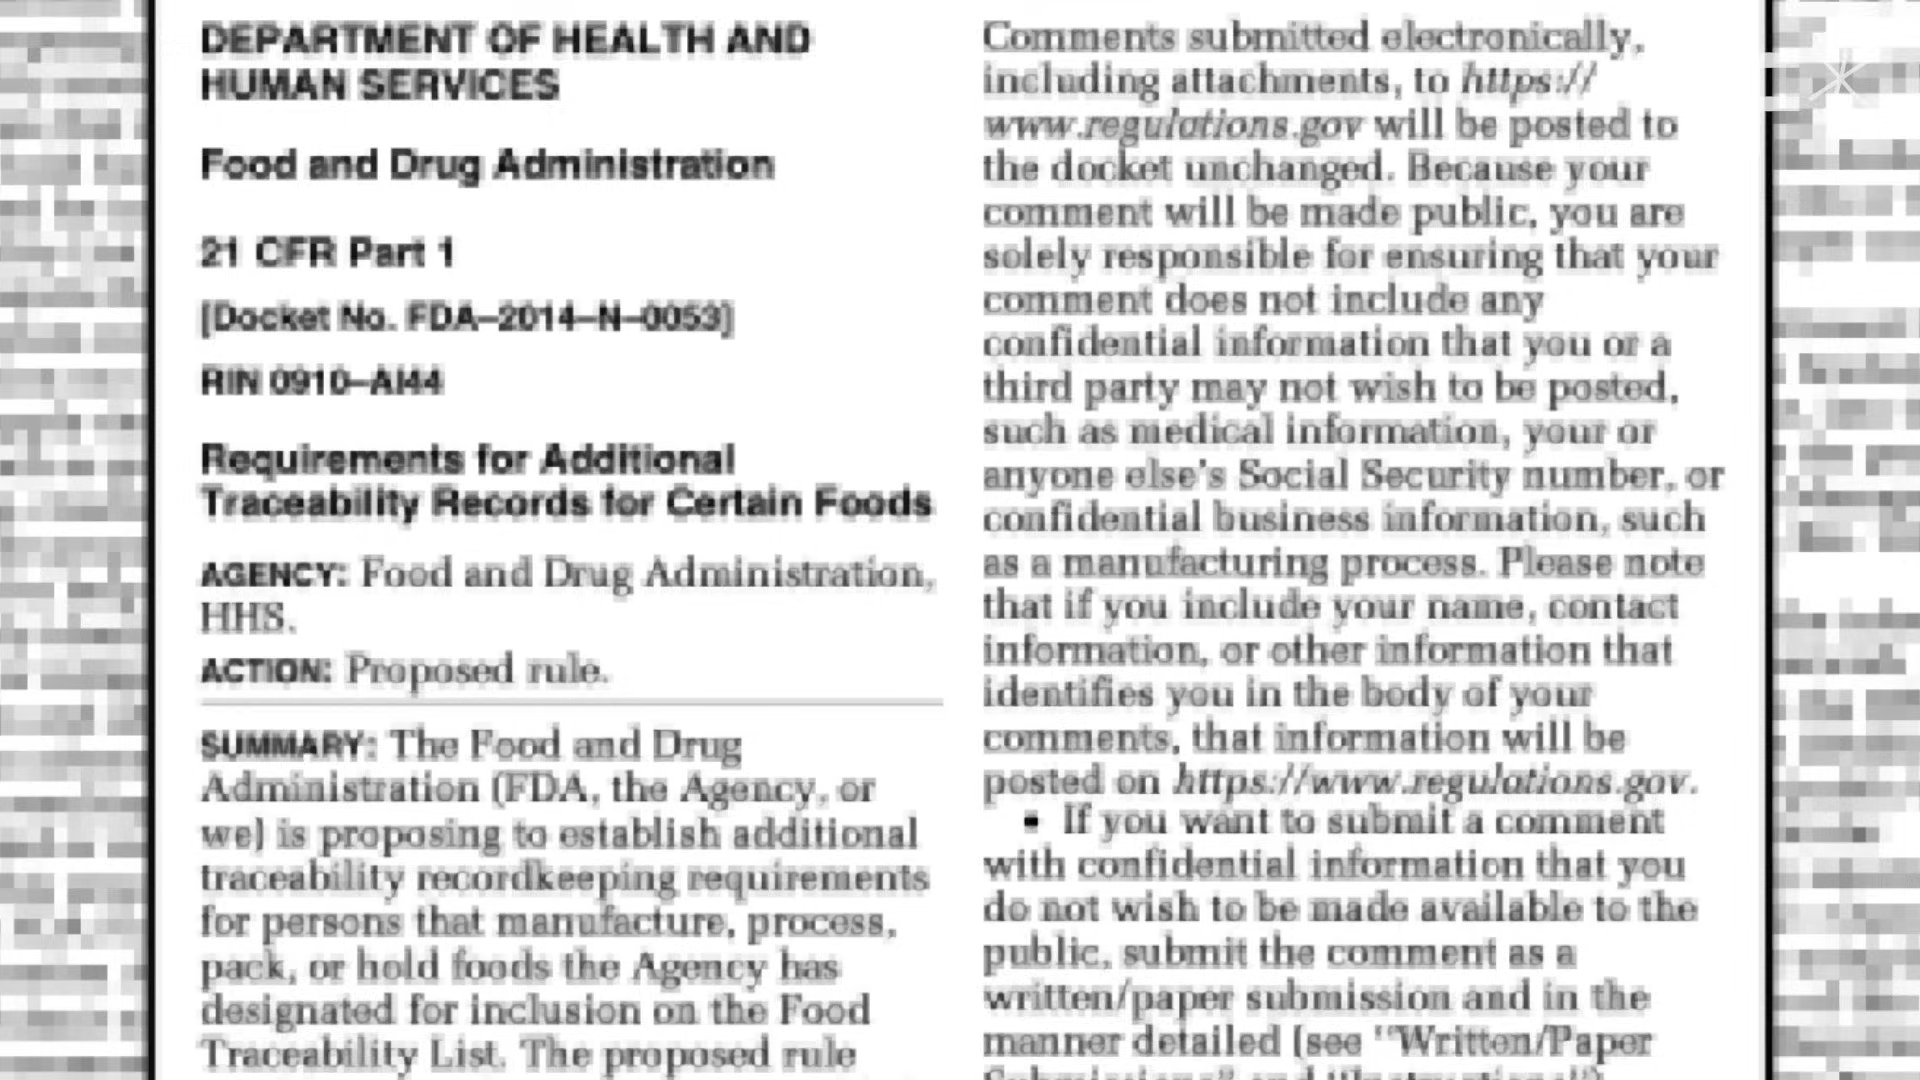 DEPARTMENT OF HEALTH AND
HUMAN SERVICES
Food and Drug Administration
21 CFR Part 1
[Docket No. FDA–2014–N–0053]
RIN 0910–AI44
Requirements for Additional
Traceability Records for Certain Foods
AGENCY: Food and Drug Administration,
HHS.
ACTION: Proposed rule.
SUMMARY: The Food and Drug
Administration (FDA, the Agency, or
we) is proposing to establish additional
traceability recordkeeping requirements
for persons that manufacture, process,
pack, or hold foods the Agency has
designated for inclusion on the Food
Traceability List. The proposed rule
Comments submitted electronically,
including attachments, to https://
www.regulations.gov will be posted to
the docket unchanged. Because your
comment will be made public, you are
solely responsible for ensuring that your
comment does not include any
confidential information that you or a
third party may not wish to be posted,
such as medical information, your or
anyone else's Social Security number, or
confidential business information, such
as a manufacturing process. Please note
that if you include your name, contact
information, or other information that
identifies you in the body of your
comments, that information will be
posted on https://www.regulations.gov.
▪ If you want to submit a comment
with confidential information that you
do not wish to be made available to the
public, submit the comment as a
written/paper submission and in the
manner detailed (see "Written/Paper